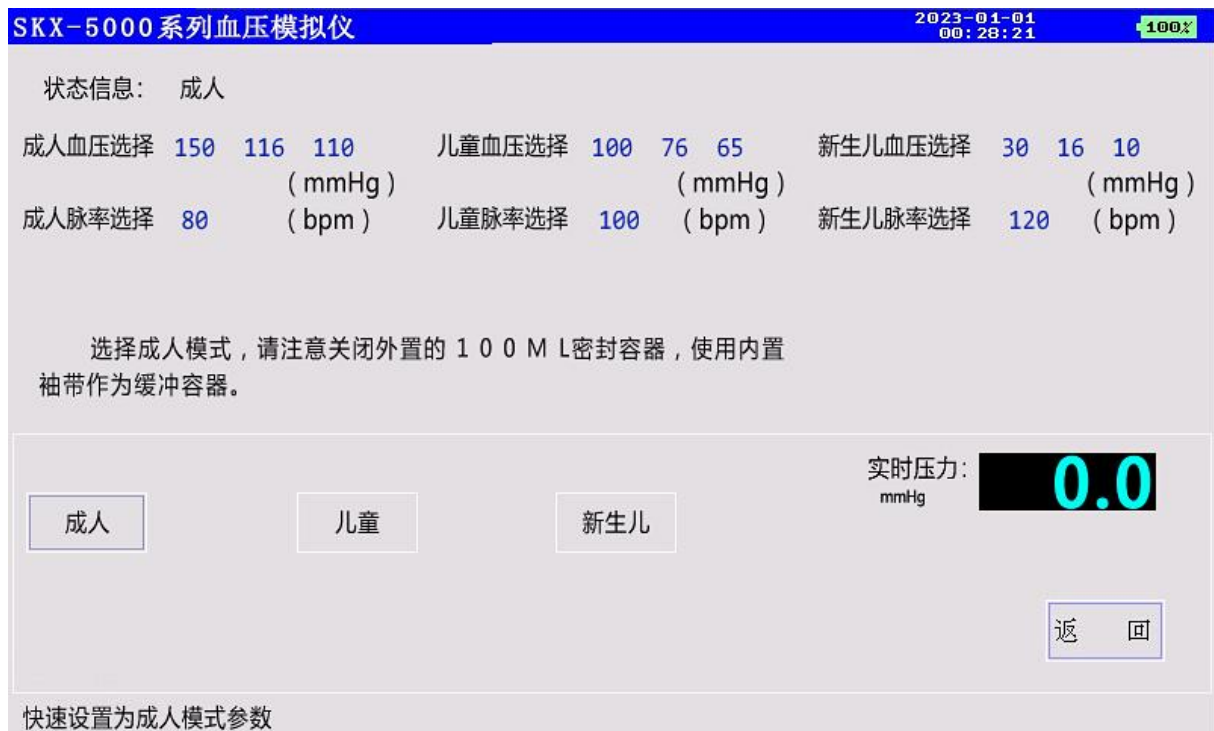 SKX-5000系列血压模拟仪 2023-01-01 100%
00:28:21
状态信息： 成人
成人血压选择 150 116 110 儿童血压选择 100 76 65 新生儿血压选择 30 16 10
(mmHg) (mmHg) (mmHg)
成人脉率选择 80 (bpm) 儿童脉率选择 100 (bpm) 新生儿脉率选择 120 (bpm)
选择成人模式，请注意关闭外置的100ML密封容器，使用内置
袖带作为缓冲容器。
实时压力： 0.0
mmHg
成人 儿童 新生儿
返 回
快速设置为成人模式参数